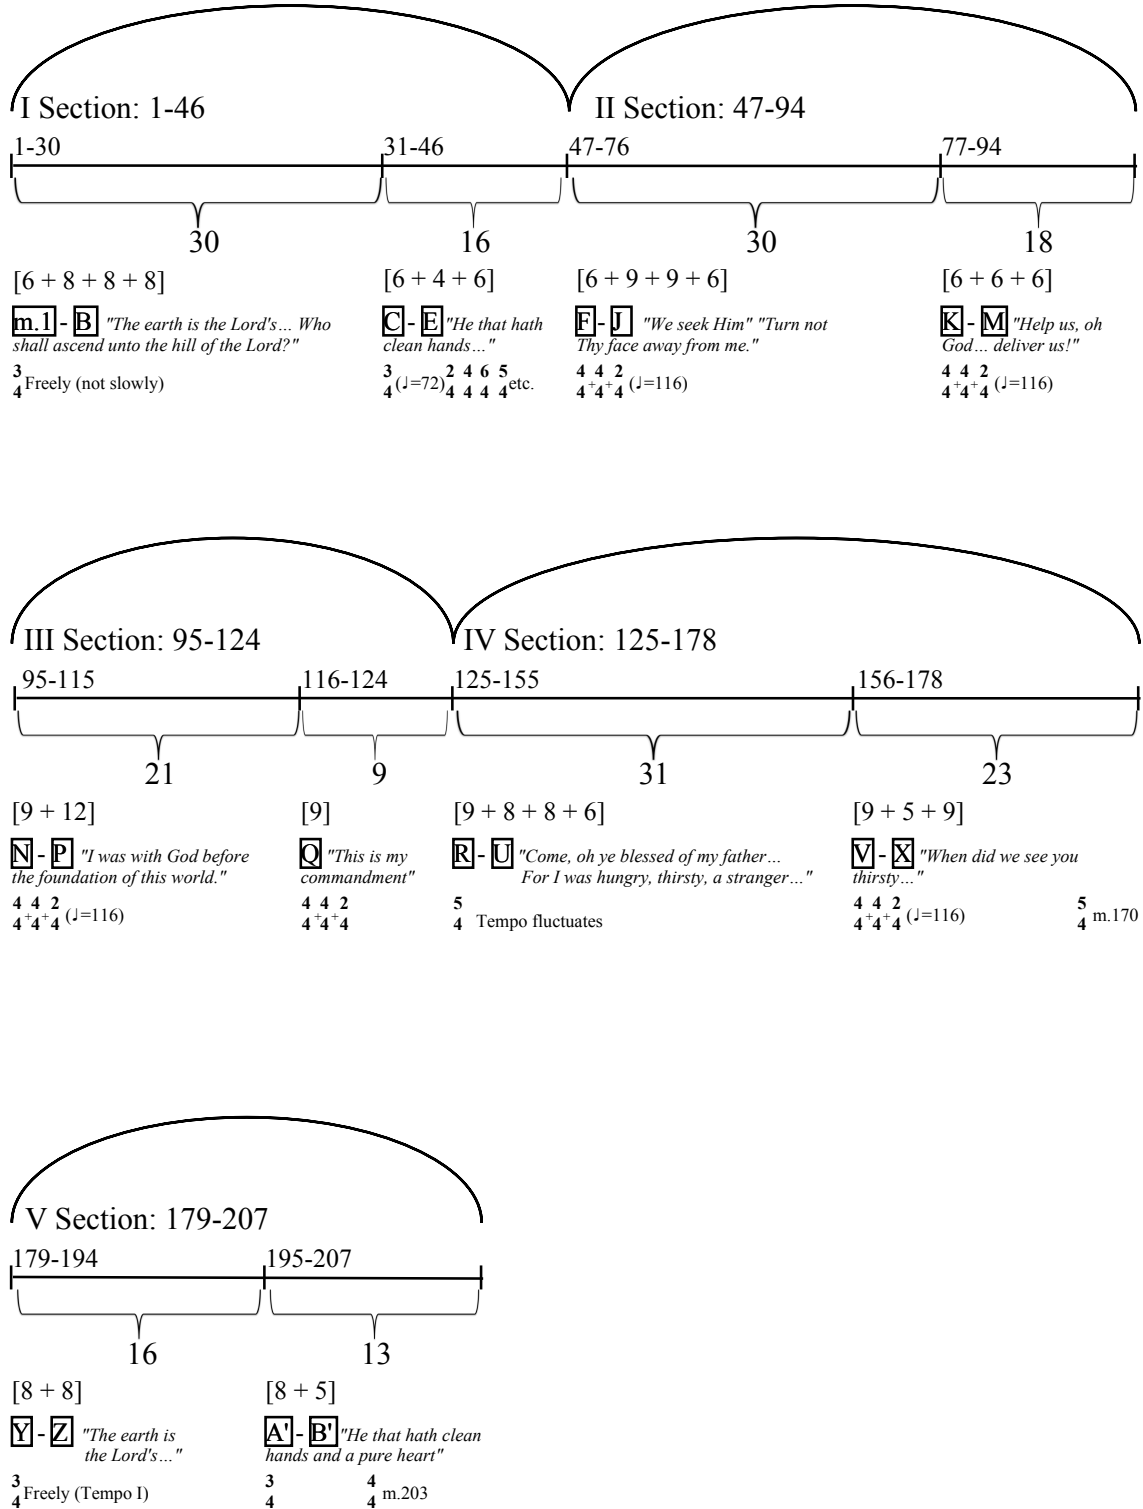 I Section: 1-46 II Section: 47-94
1-30 31-46 47-76 77-94
30 16 30 18
[6 + 8 + 8 + 8] [6 + 4 + 6] [6 + 9 + 9 + 6] [6 + 6 + 6]
m.1 - B "The earth is the Lord's… Who C - E "He that hath F - J "We seek Him" "Turn not K - M "Help us, oh
shall ascend unto the hill of the Lord?" clean hands…" Thy face away from me." God… deliver us!"
3/4 Freely (not slowly) 3/4 (♩=72) 2/4 4/4 6/4 5/4 etc. 4/4+4/4+2/4 (♩=116) 4/4+4/4+2/4 (♩=116)
III Section: 95-124 IV Section: 125-178
95-115 116-124 125-155 156-178
21 9 31 23
[9 + 12] [9] [9 + 8 + 8 + 6] [9 + 5 + 9]
N - P "I was with God before Q "This is my R - U "Come, oh ye blessed of my father… V - X "When did we see you
the foundation of this world." commandment" For I was hungry, thirsty, a stranger…" thirsty…"
4/4+4/4+2/4 (♩=116) 4/4+4/4+2/4 5/4 Tempo fluctuates 4/4+4/4+2/4 (♩=116) 5/4 m.170
V Section: 179-207
179-194 195-207
16 13
[8 + 8] [8 + 5]
Y - Z "The earth is A' - B' "He that hath clean
the Lord's…" hands and a pure heart"
3/4 Freely (Tempo I) 3/4 4/4 m.203